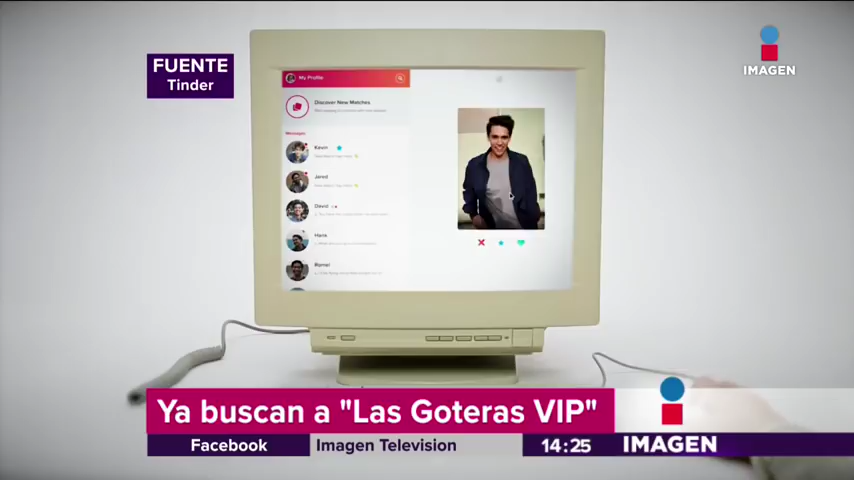 FUENTE
Tinder
IMAGEN
My Profile
Discover New Matches
Messages
Kevin
Jared
David
Hans
Ya buscan a "Las Goteras VIP"
Facebook
Imagen Television
14:25
IMAGEN